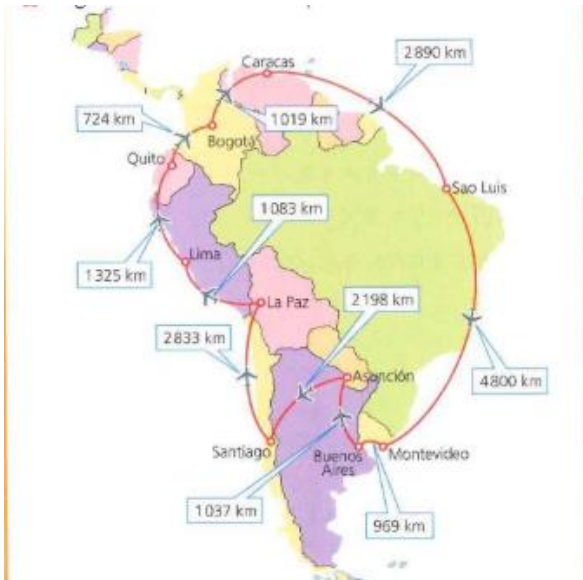 Caracas
2890 km
724 km
1019 km
Bogotá
Quito
Sao Luis
1083 km
Lima
1325 km
La Paz
2198 km
2833 km
Asunción
4800 km
Santiago
Buenos
Aires
Montevideo
1037 km
969 km